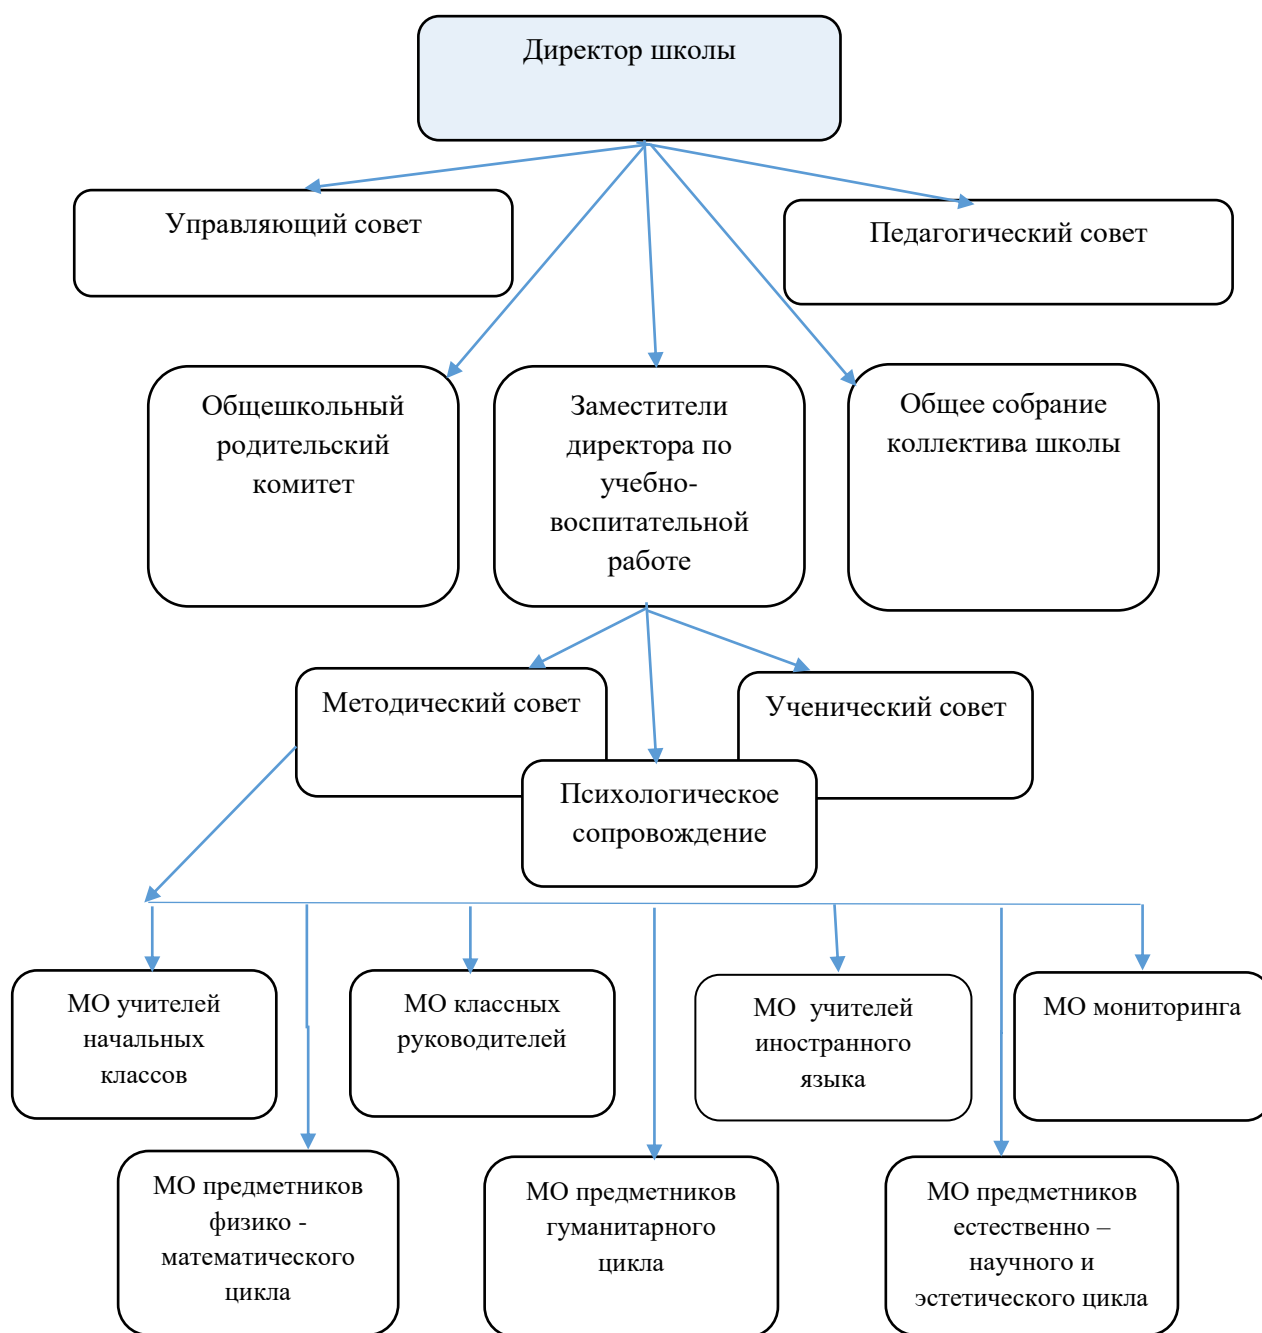 Директор школы
Управляющий совет
Педагогический совет
Общешкольный
родительский
комитет
Заместители
директора по
учебно-
воспитательной
работе
Общее собрание
коллектива школы
Методический совет
Ученический совет
Психологическое
сопровождение
МО учителей
начальных
классов
МО классных
руководителей
МО учителей
иностранного
языка
МО мониторинга
МО предметников
физико -
математического
цикла
МО предметников
гуманитарного
цикла
МО предметников
естественно –
научного и
эстетического цикла